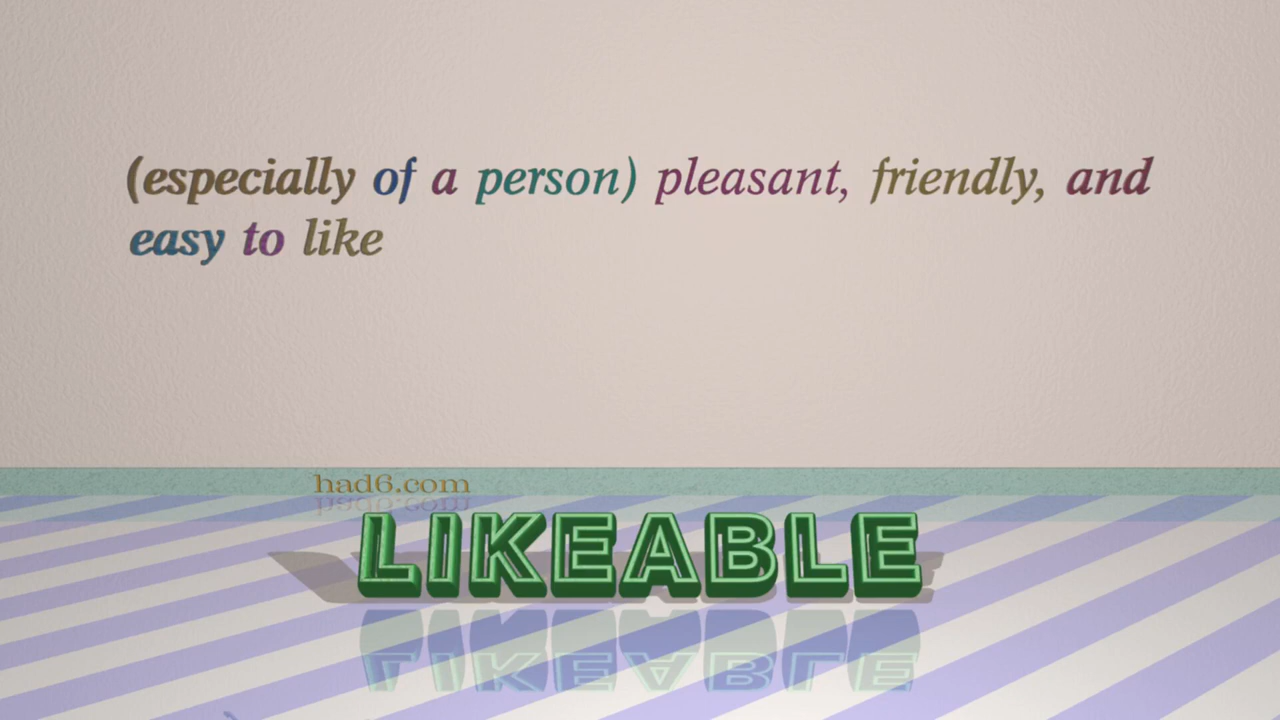 (especially of a person) pleasant, friendly, and
easy to like
had6.com
LIKEABLE